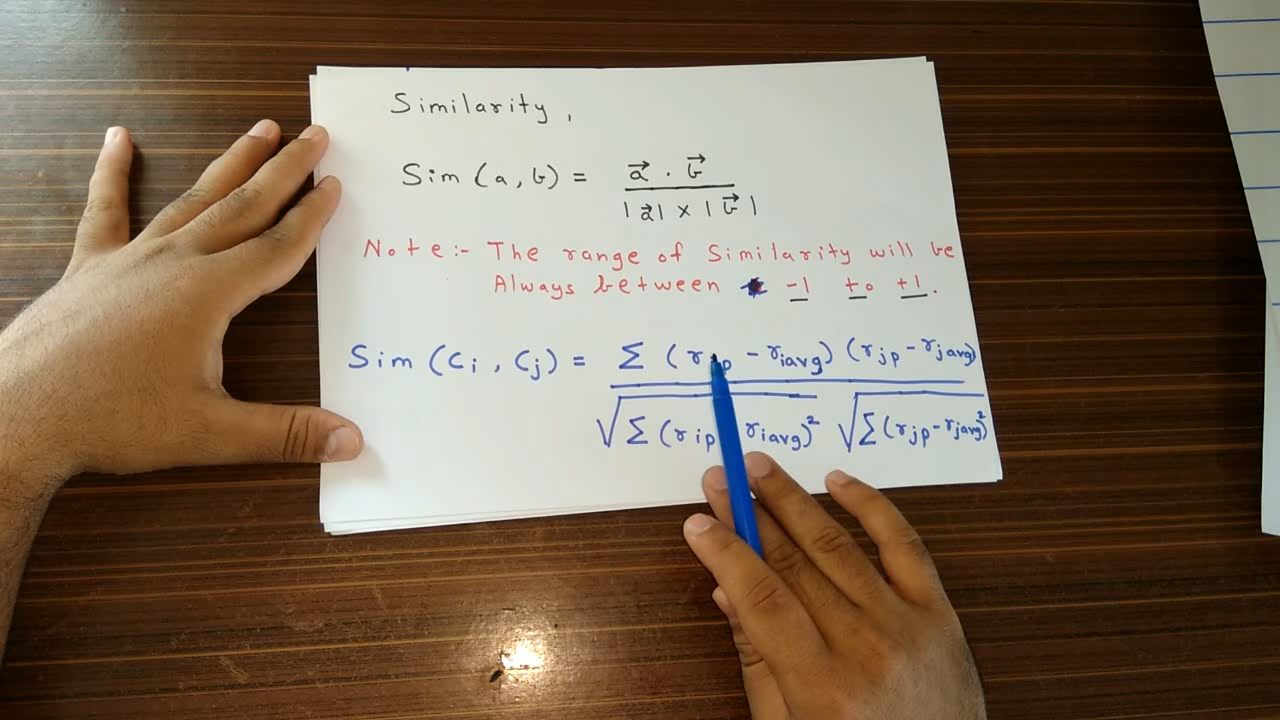 Similarity,
Sim (a, b) = a⃗ . b⃗
|a⃗| x |b⃗|
Note:- The range of Similarity will be
Always between -1 to +1.
Sim (Ci, Cj) = Σ (rip - riavg) (rjp - rjavg)
√Σ (rip riavg)² √Σ(rjp - rjavg)²